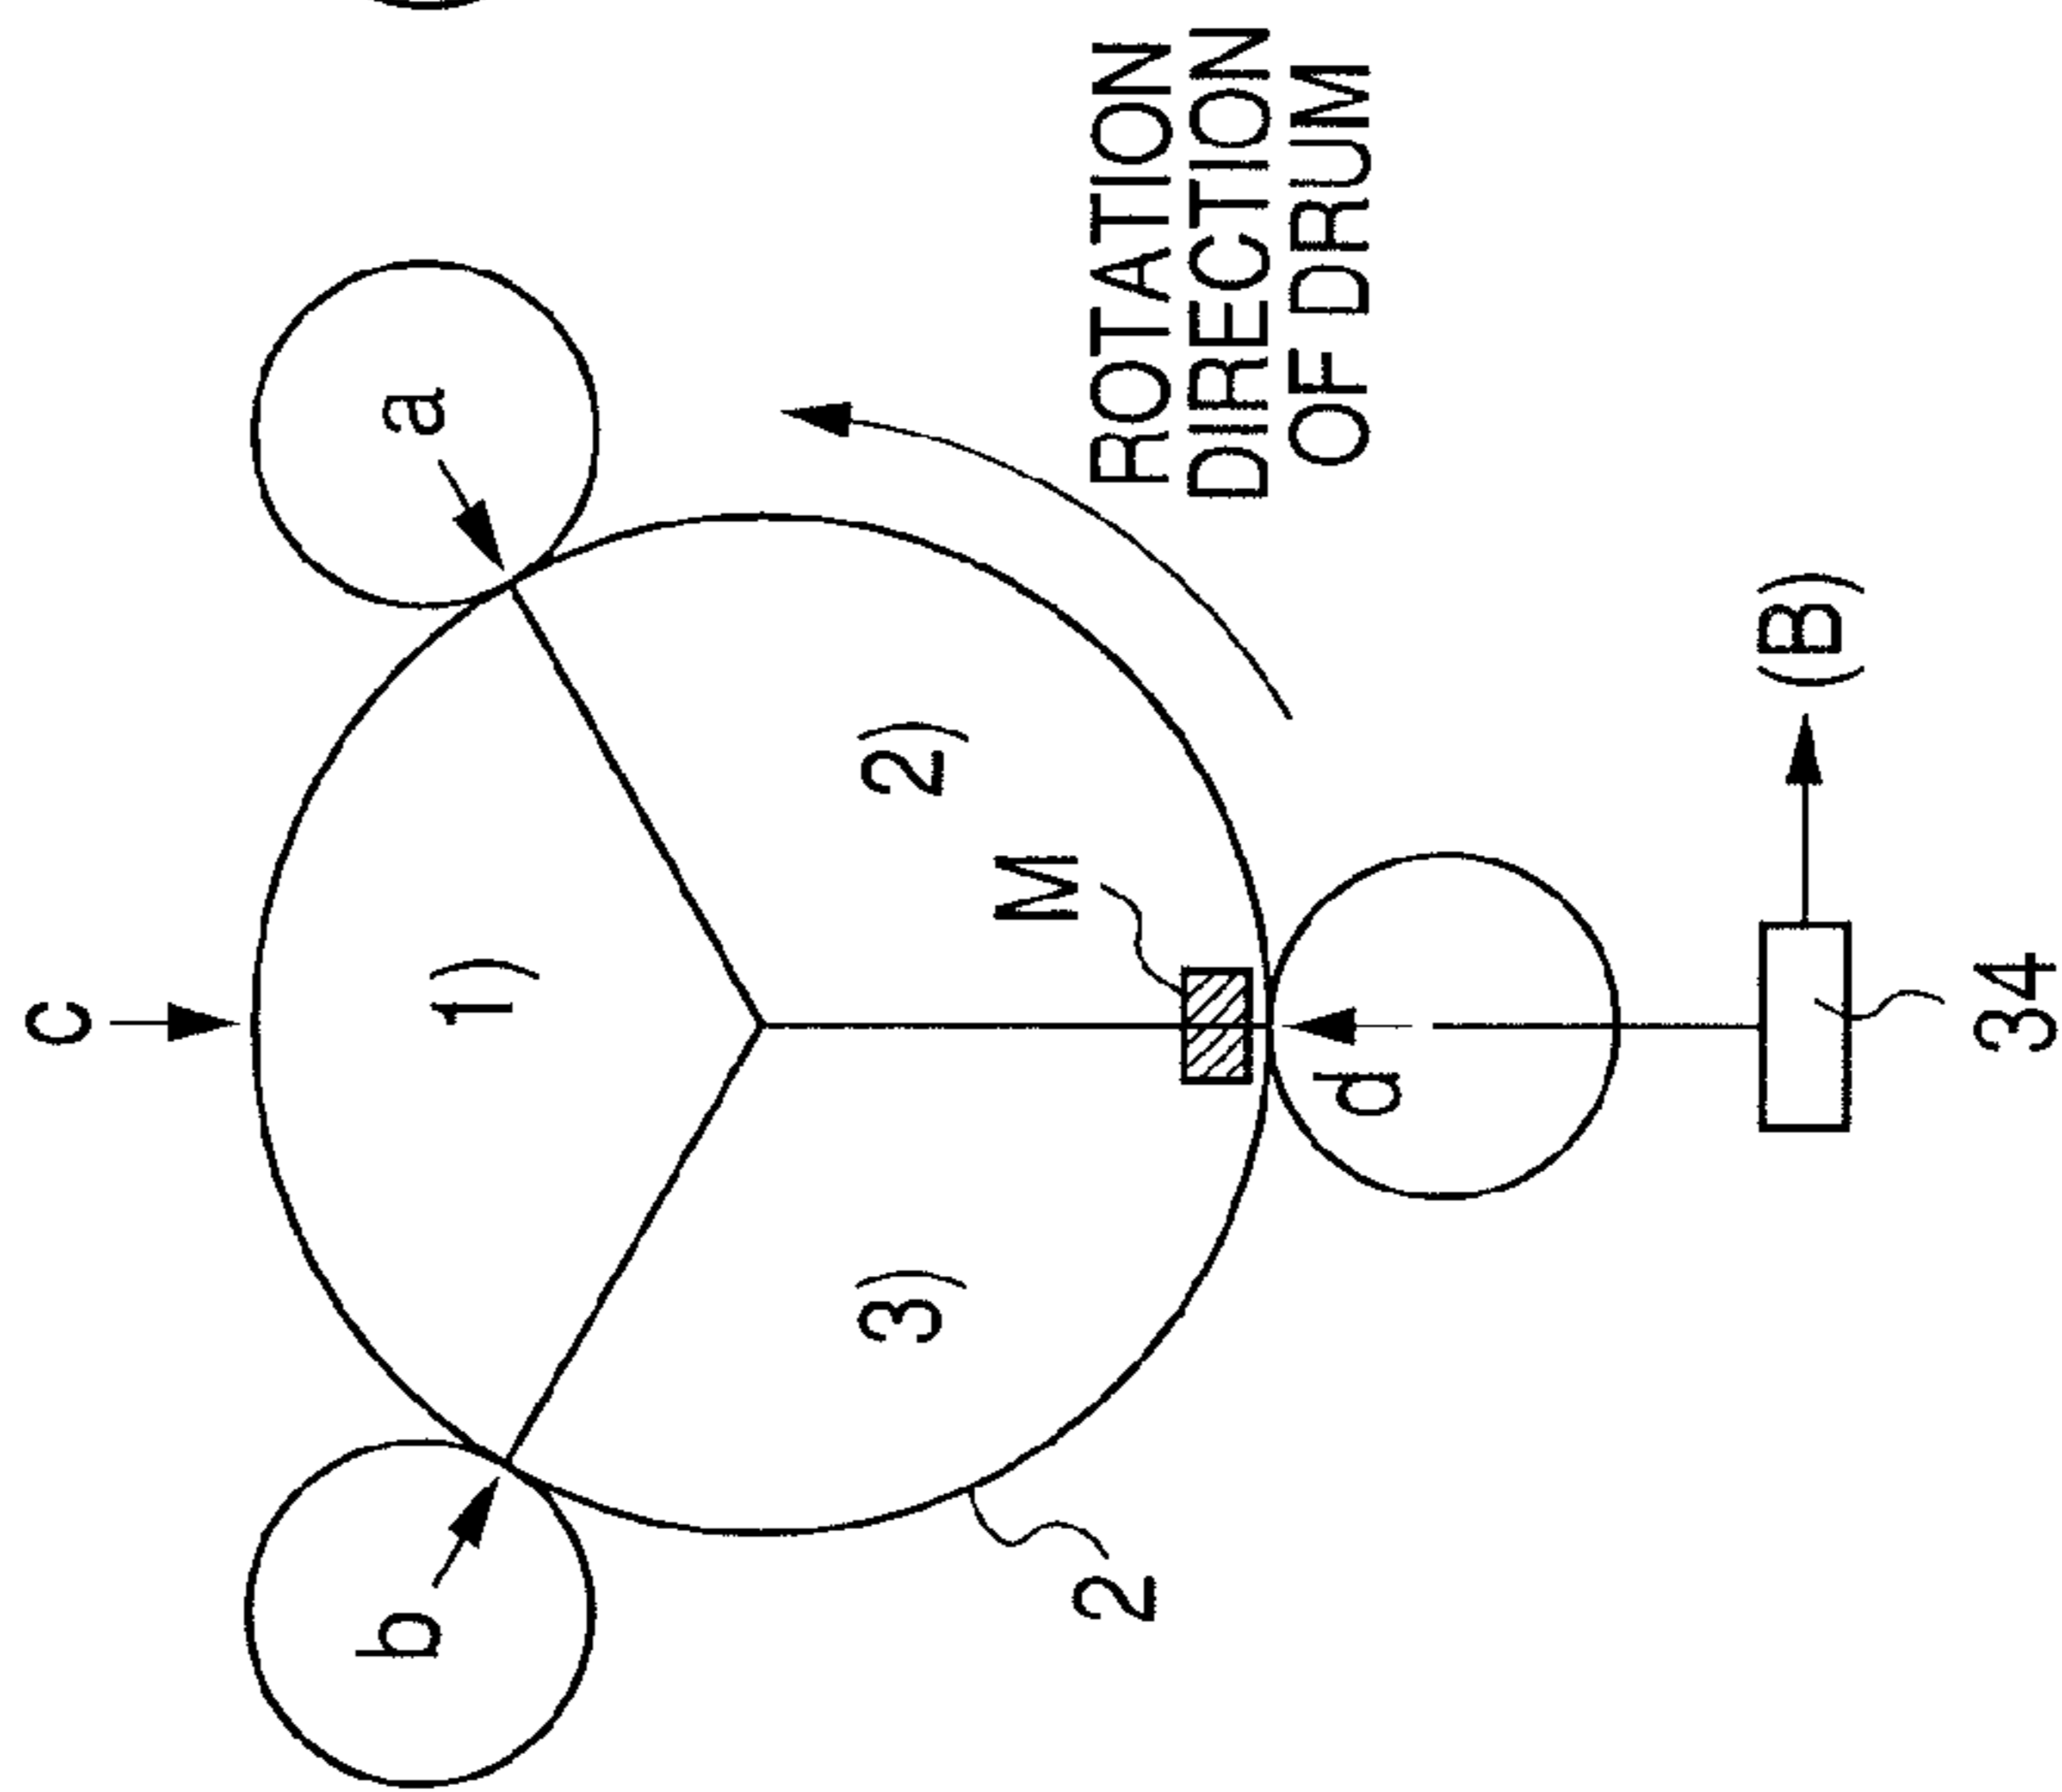 a
c
b
1)
2)
3)
M
ROTATION
DIRECTION
OF DRUM
d
2
(B)
34